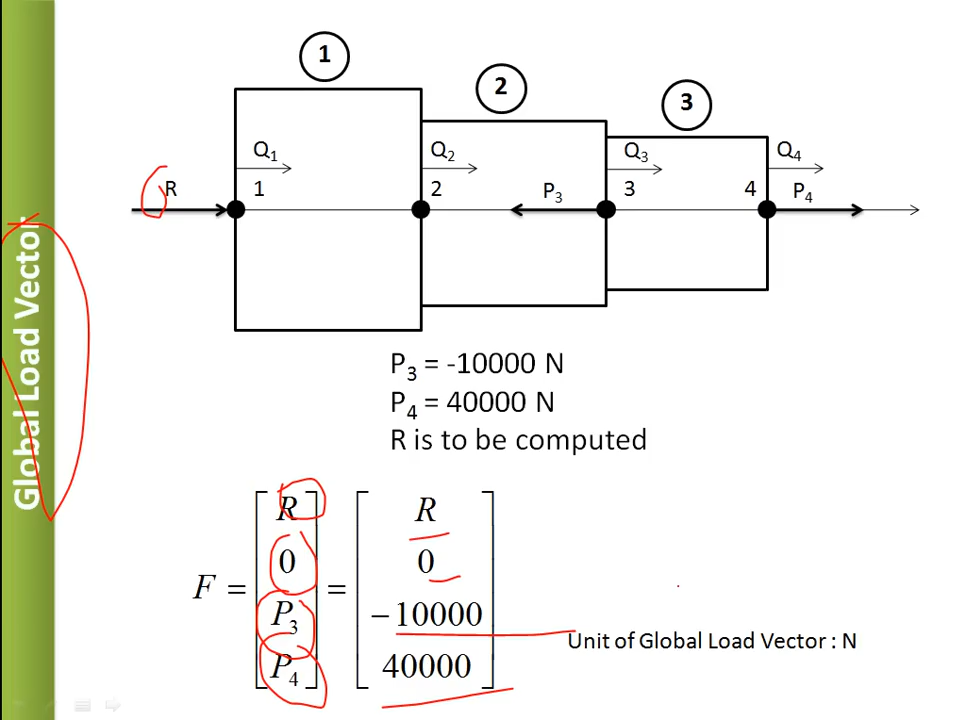 Global Load Vector
1
2
3
Q₁
Q₂
Q₃
Q₄
R
1
2
P₃
3
4
P₄
P₃ = -10000 N
P₄ = 40000 N
R is to be computed
F = [R 0 P₃ P₄] = [R 0 −10000 40000]
Unit of Global Load Vector : N